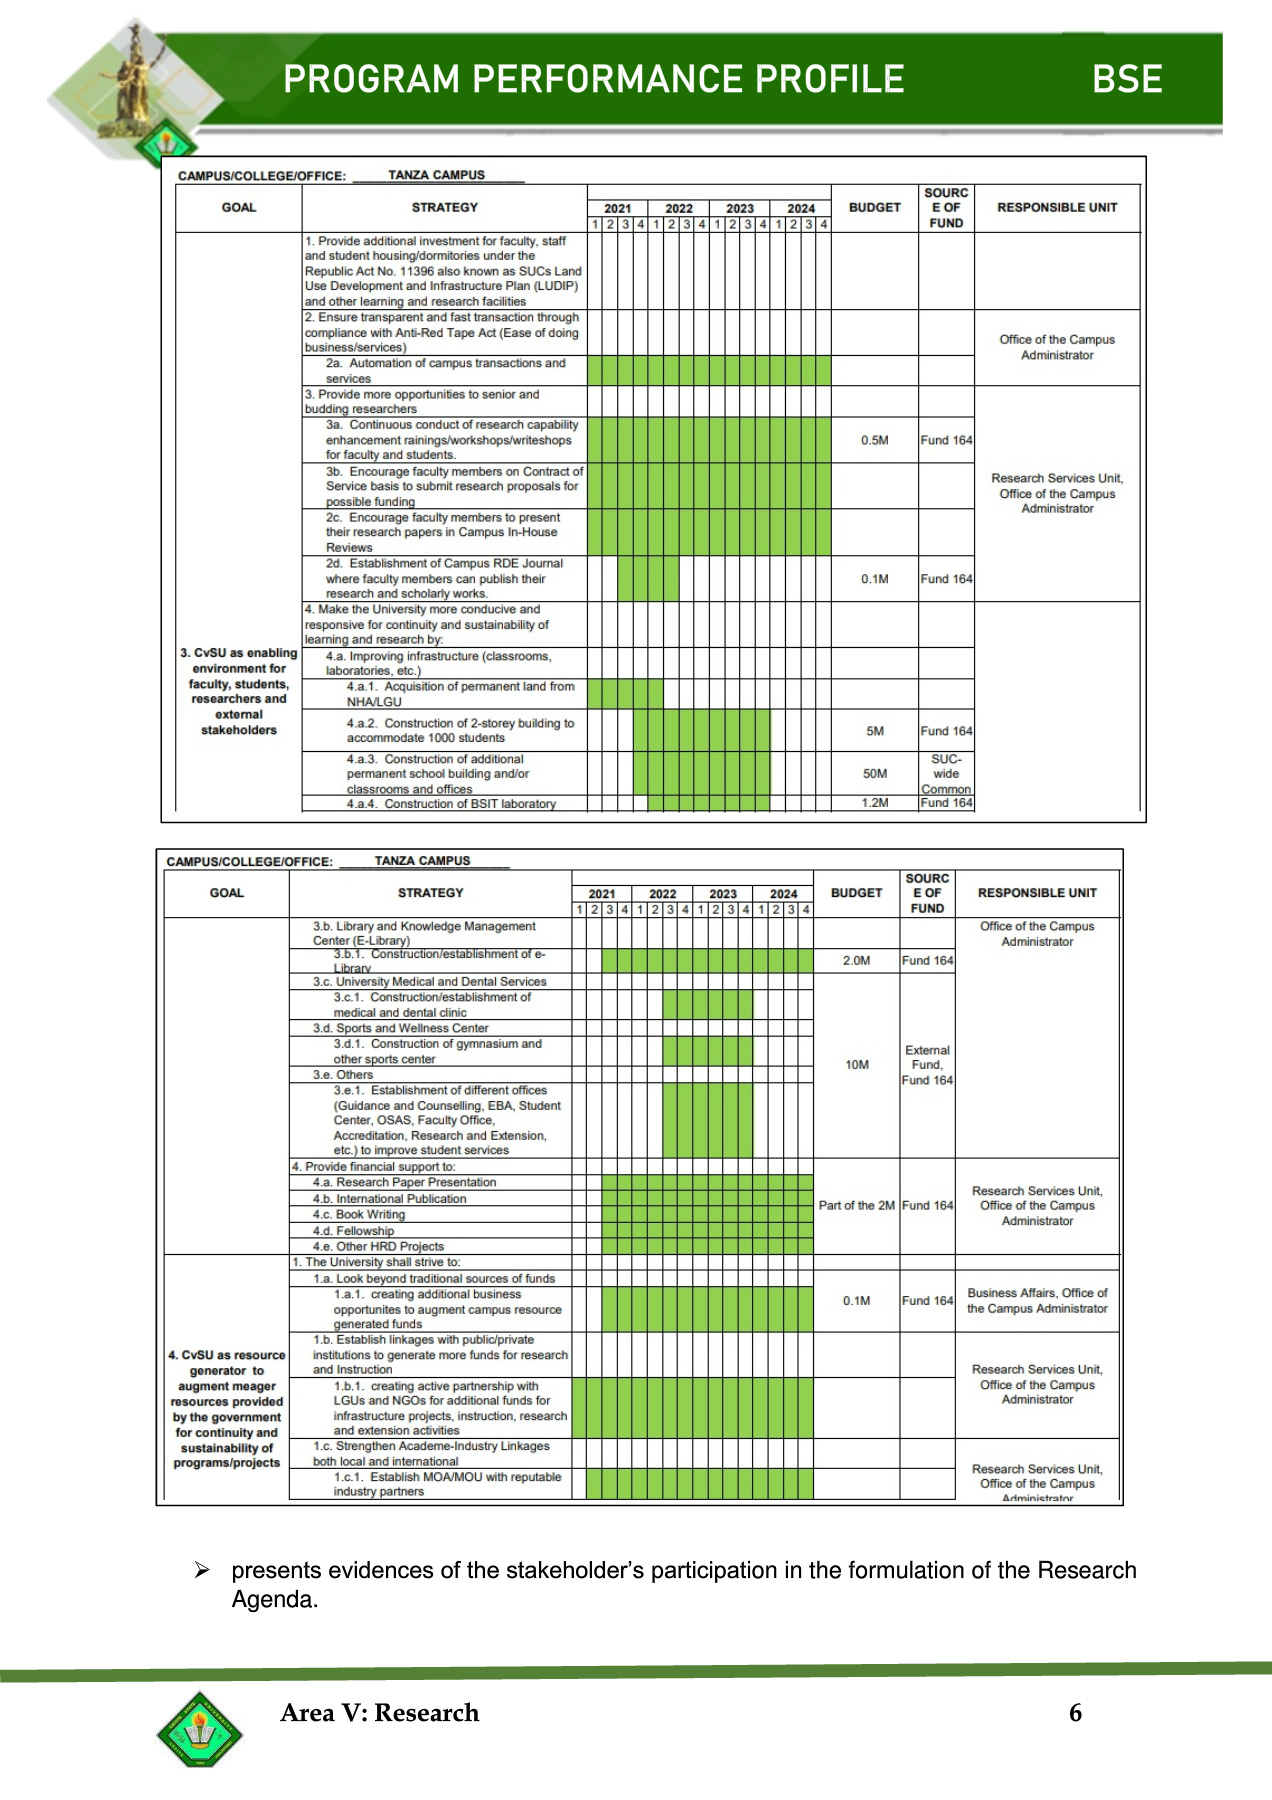 PROGRAM PERFORMANCE PROFILE BSE
CAMPUS/COLLEGE/OFFICE: TANZA CAMPUS
GOAL STRATEGY 2021 2022 2023 2024 BUDGET SOURC E OF FUND RESPONSIBLE UNIT
1 2 3 4 1 2 3 4 1 2 3 4 1 2 3 4
1. Provide additional investment for faculty, staff
and student housing/dormitories under the
Republic Act No. 11396 also known as SUCs Land
Use Development and Infrastructure Plan (LUDIP)
and other learning and research facilities
2. Ensure transparent and fast transaction through
compliance with Anti-Red Tape Act (Ease of doing
business/services)
Office of the Campus
Administrator
2a. Automation of campus transactions and
services
3. Provide more opportunities to senior and
budding researchers
3a. Continuous conduct of research capability
enhancement rainings/workshops/writeshops
for faculty and students.
0.5M Fund 164
3b. Encourage faculty members on Contract of
Service basis to submit research proposals for
possible funding
Research Services Unit,
Office of the Campus
Administrator
2c. Encourage faculty members to present
their research papers in Campus In-House
Reviews
2d. Establishment of Campus RDE Journal
where faculty members can publish their
research and scholarly works.
0.1M Fund 164
4. Make the University more conducive and
responsive for continuity and sustainability of
learning and research by:
3. CvSU as enabling
environment for
faculty, students,
researchers and
external
stakeholders
4.a. Improving infrastructure (classrooms,
laboratories, etc.)
4.a.1. Acquisition of permanent land from
NHA/LGU
4.a.2. Construction of 2-storey building to
accommodate 1000 students
5M Fund 164
4.a.3. Construction of additional
permanent school building and/or
classrooms and offices
50M SUC-
wide
Common
4.a.4. Construction of BSIT laboratory 1.2M Fund 164
CAMPUS/COLLEGE/OFFICE: TANZA CAMPUS
GOAL STRATEGY 2021 2022 2023 2024 BUDGET SOURC E OF FUND RESPONSIBLE UNIT
1 2 3 4 1 2 3 4 1 2 3 4 1 2 3 4
3.b. Library and Knowledge Management
Center (E-Library)
Office of the Campus
Administrator
3.b.1. Construction/establishment of e-
Library
2.0M Fund 164
3.c. University Medical and Dental Services
3.c.1. Construction/establishment of
medical and dental clinic
3.d. Sports and Wellness Center
3.d.1. Construction of gymnasium and
other sports center
10M External
Fund,
Fund 164
3.e. Others
3.e.1. Establishment of different offices
(Guidance and Counselling, EBA, Student
Center, OSAS, Faculty Office,
Accreditation, Research and Extension,
etc.) to improve student services
4. Provide financial support to:
4.a. Research Paper Presentation
4.b. International Publication
4.c. Book Writing
4.d. Fellowship
4.e. Other HRD Projects
Part of the 2M Fund 164
Research Services Unit,
Office of the Campus
Administrator
1. The University shall strive to:
1.a. Look beyond traditional sources of funds
1.a.1. creating additional business
opportunites to augment campus resource
generated funds
0.1M Fund 164
Business Affairs, Office of
the Campus Administrator
4. CvSU as resource
generator to
augment meager
resources provided
by the government
for continuity and
sustainability of
programs/projects
1.b. Establish linkages with public/private
institutions to generate more funds for research
and Instruction
1.b.1. creating active partnership with
LGUs and NGOs for additional funds for
infrastructure projects, instruction, research
and extension activities
Research Services Unit,
Office of the Campus
Administrator
1.c. Strengthen Academe-Industry Linkages
both local and international
1.c.1. Establish MOA/MOU with reputable
industry partners
Research Services Unit,
Office of the Campus
Administrator
➢ presents evidences of the stakeholder’s participation in the formulation of the Research
Agenda.
Area V: Research 6